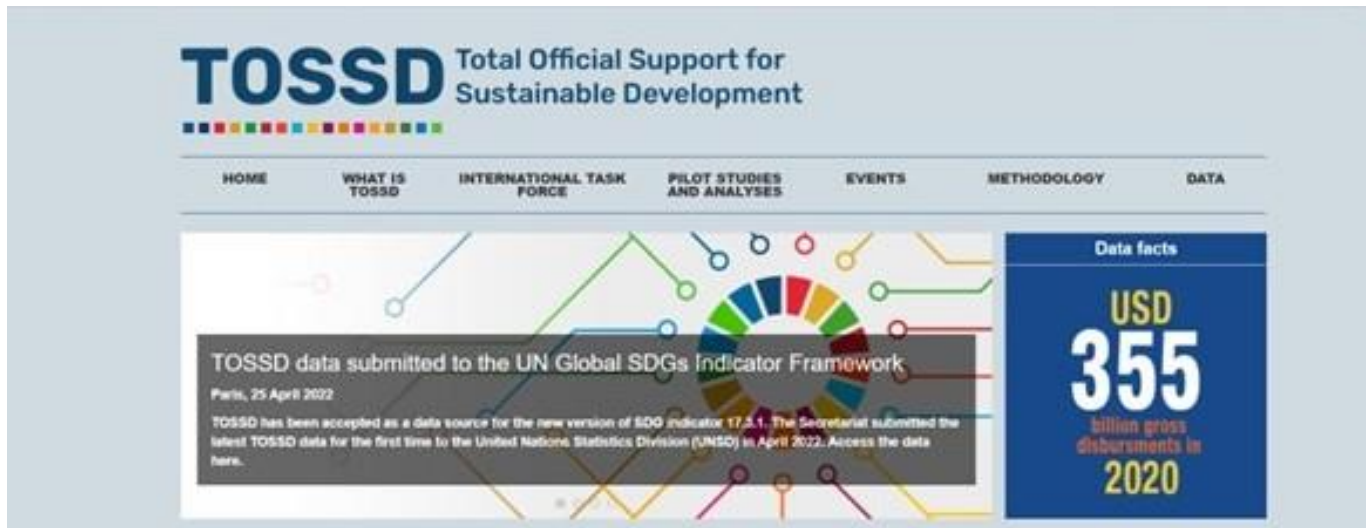 TOSSD
Total Official Support for
Sustainable Development
HOME
WHAT IS
TOSSD
INTERNATIONAL TASK
FORCE
PILOT STUDIES
AND ANALYSES
EVENTS
METHODOLOGY
DATA
TOSSD data submitted to the UN Global SDGs Indicator Framework
Paris, 25 April 2022
TOSSD has been accepted as a data source for the new version of SDG indicator 17.3.1. The Secretariat submitted the
latest TOSSD data for the first time to the United Nations Statistics Division (UNSD) in April 2022. Access the data
here.
Data facts
USD
355
billion gross
disbursments in
2020